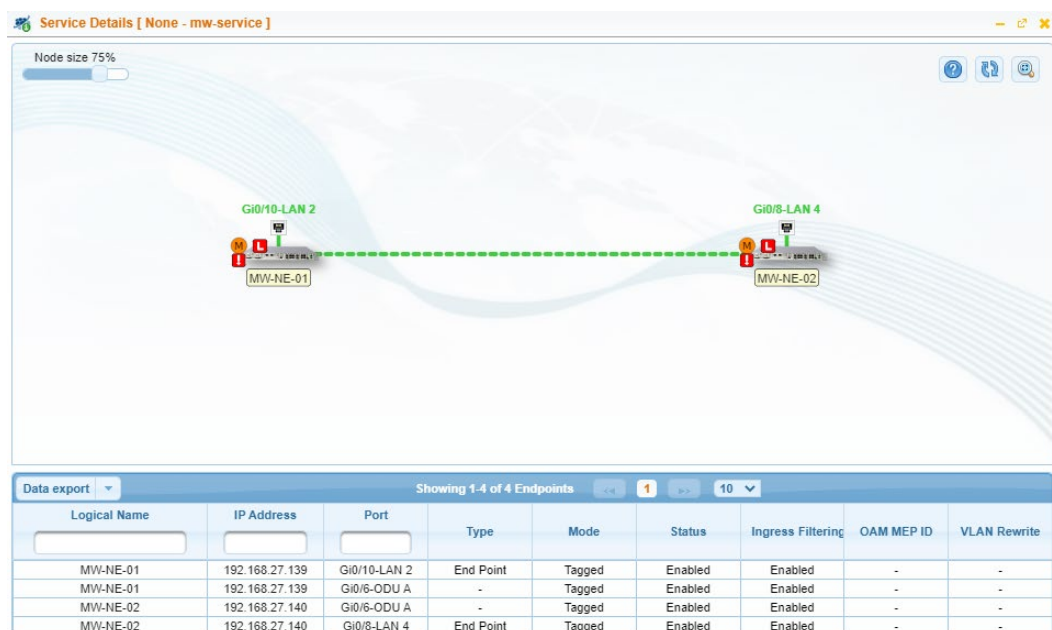 Service Details [ None - mw-service ]
Node size 75%
Gi0/10-LAN 2
Gi0/8-LAN 4
M L
!
M L
!
MW-NE-01
MW-NE-02
Data export
Showing 1-4 of 4 Endpoints
1
10
Logical Name IP Address Port Type Mode Status Ingress Filtering OAM MEP ID VLAN Rewrite
MW-NE-01 192.168.27.139 Gi0/10-LAN 2 End Point Tagged Enabled Enabled - -
MW-NE-01 192.168.27.139 Gi0/6-ODU A - Tagged Enabled Enabled - -
MW-NE-02 192.168.27.140 Gi0/6-ODU A - Tagged Enabled Enabled - -
MW-NE-02 192.168.27.140 Gi0/8-LAN 4 End Point Tagged Enabled Enabled - -